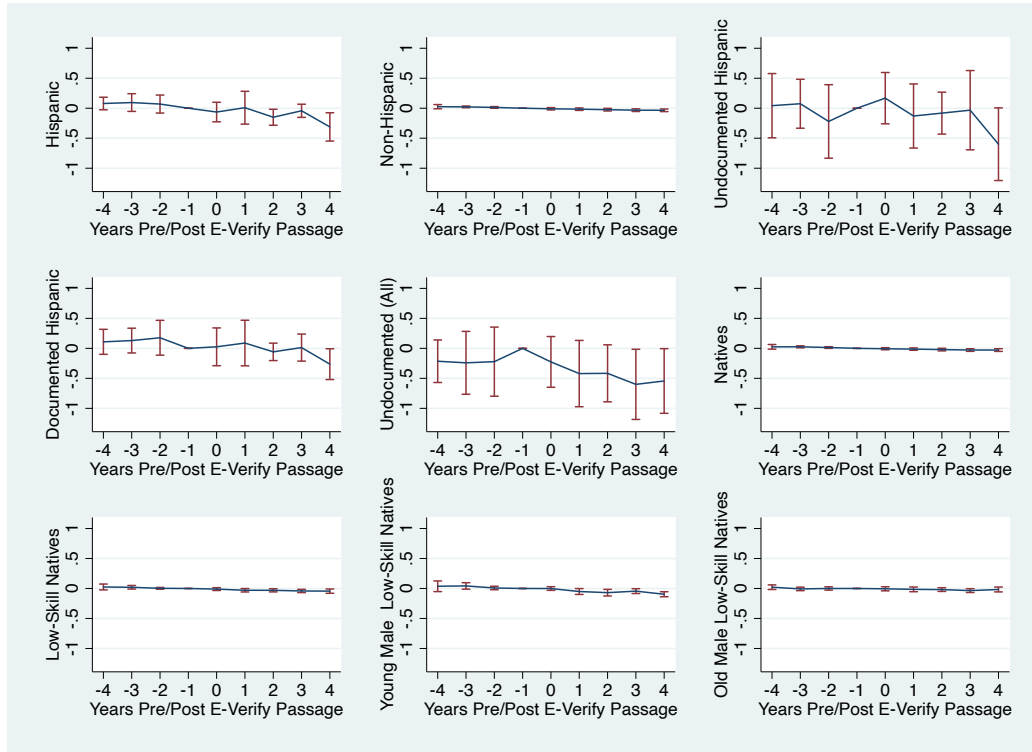 Hispanic
1
.5
0
-.5
-1
-4 -3 -2 -1 0 1 2 3 4
Years Pre/Post E-Verify Passage
Non-Hispanic
1
.5
0
-.5
-1
-4 -3 -2 -1 0 1 2 3 4
Years Pre/Post E-Verify Passage
Undocumented Hispanic
1
.5
0
-.5
-1
-4 -3 -2 -1 0 1 2 3 4
Years Pre/Post E-Verify Passage
Documented Hispanic
1
.5
0
-.5
-1
-4 -3 -2 -1 0 1 2 3 4
Years Pre/Post E-Verify Passage
Undocumented (All)
1
.5
0
-.5
-1
-4 -3 -2 -1 0 1 2 3 4
Years Pre/Post E-Verify Passage
Natives
1
.5
0
-.5
-1
-4 -3 -2 -1 0 1 2 3 4
Years Pre/Post E-Verify Passage
Low-Skill Natives
1
.5
0
-.5
-1
-4 -3 -2 -1 0 1 2 3 4
Years Pre/Post E-Verify Passage
Young Male Low-Skill Natives
1
.5
0
-.5
-1
-4 -3 -2 -1 0 1 2 3 4
Years Pre/Post E-Verify Passage
Old Male Low-Skill Natives
1
.5
0
-.5
-1
-4 -3 -2 -1 0 1 2 3 4
Years Pre/Post E-Verify Passage